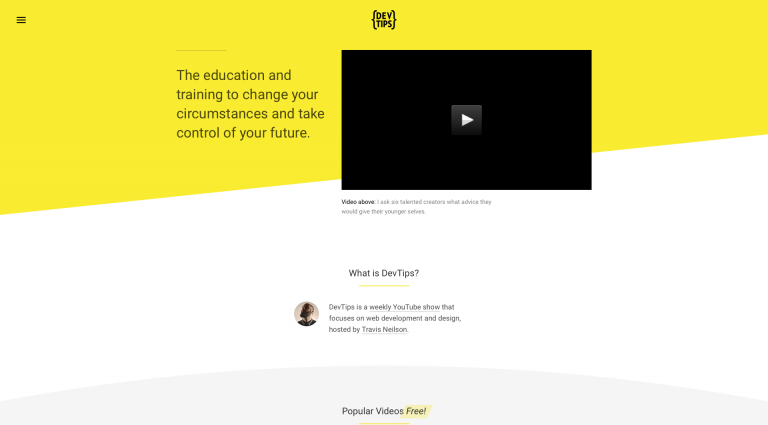 {DEV
TIPS}
The education and
training to change your
circumstances and take
control of your future.
Video above: I ask six talented creators what advice they
would give their younger selves.
What is DevTips?
DevTips is a weekly YouTube show that
focuses on web development and design,
hosted by Travis Neilson.
Popular Videos Free!